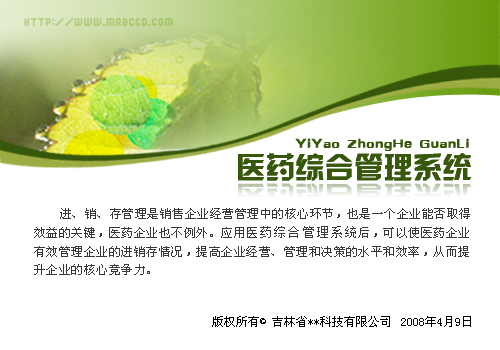 HTTP://WWW.MRBCCD.COM
YiYao ZhongHe GuanLi
医药综合管理系统
进、销、存管理是销售企业经营管理中的核心环节，也是一个企业能否取得
效益的关键，医药企业也不例外。应用医药综合管理系统后，可以使医药企业
有效管理企业的进销存情况，提高企业经营、管理和决策的水平和效率，从而提
升企业的核心竞争力。
版权所有© 吉林省**科技有限公司 2008年4月9日